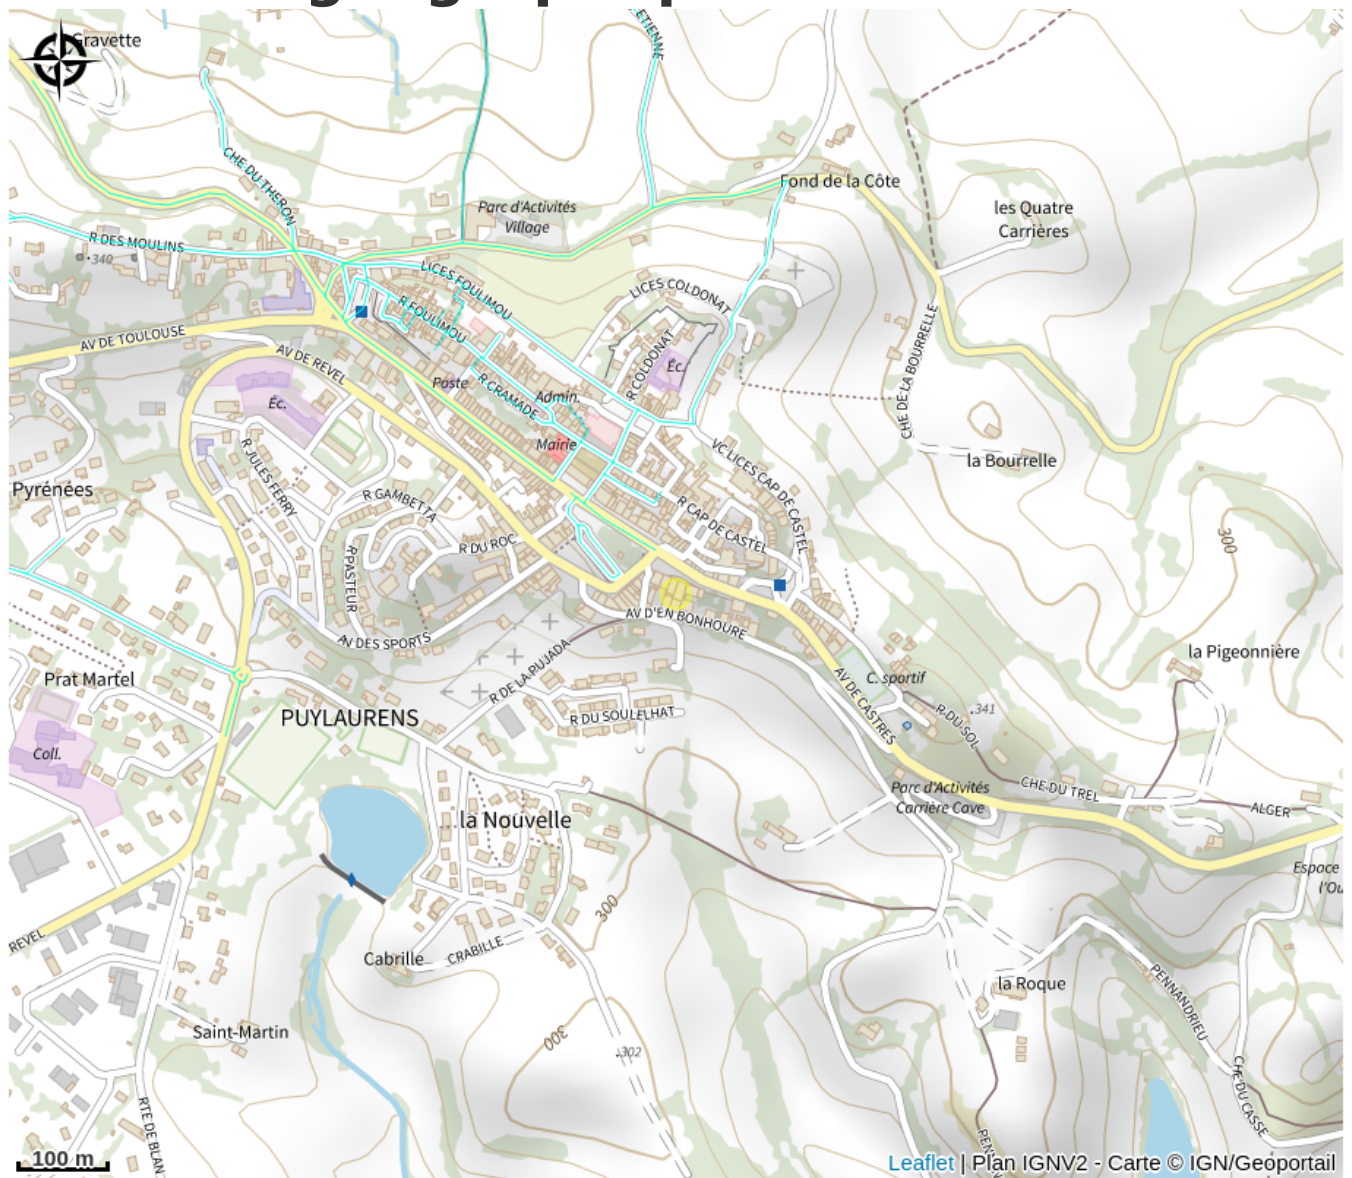 Gravette
ETIENNE
CHE DU THERON
Fond de la Côte
Parc d'Activités
Village
les Quatre
Carrières
R DES MOULINS
340
LICES FOULIMOU
LICES COLDONAT
R FOULIMOU
AV DE TOULOUSE
AV DE REVEL
R COLDONAT
Éc.
CHE DE LA BOURRELLE
Poste
R CRAMADE
Admin.
Éc.
Mairie
VC LICES CAP DE CASTEL
la Bourrelle
R JULES FERRY
Pyrénées
R GAMBETTA
R CAP DE CASTEL
300
R DU ROC
R PASTEUR
AV D'EN BONHOURE
AV DES SPORTS
la Pigeonnière
Prat Martel
R DE LA PUJADA
C. sportif
AV DE CASTRES
R DU SOL
341
PUYLAURENS
R DU SOULELHAT
Coll.
Parc d'Activités
Carrière Cave
CHE DU TREL
ALGER
la Nouvelle
Espace
l'Ou
300
REVEL
Cabrille
CRABILLE
la Roque
PENNANDRIEU
Saint-Martin
300
302
CHE DU CASSE
RTE DE BLAN
PEN
100 m
Leaflet | Plan IGNV2 - Carte © IGN/Geoportail